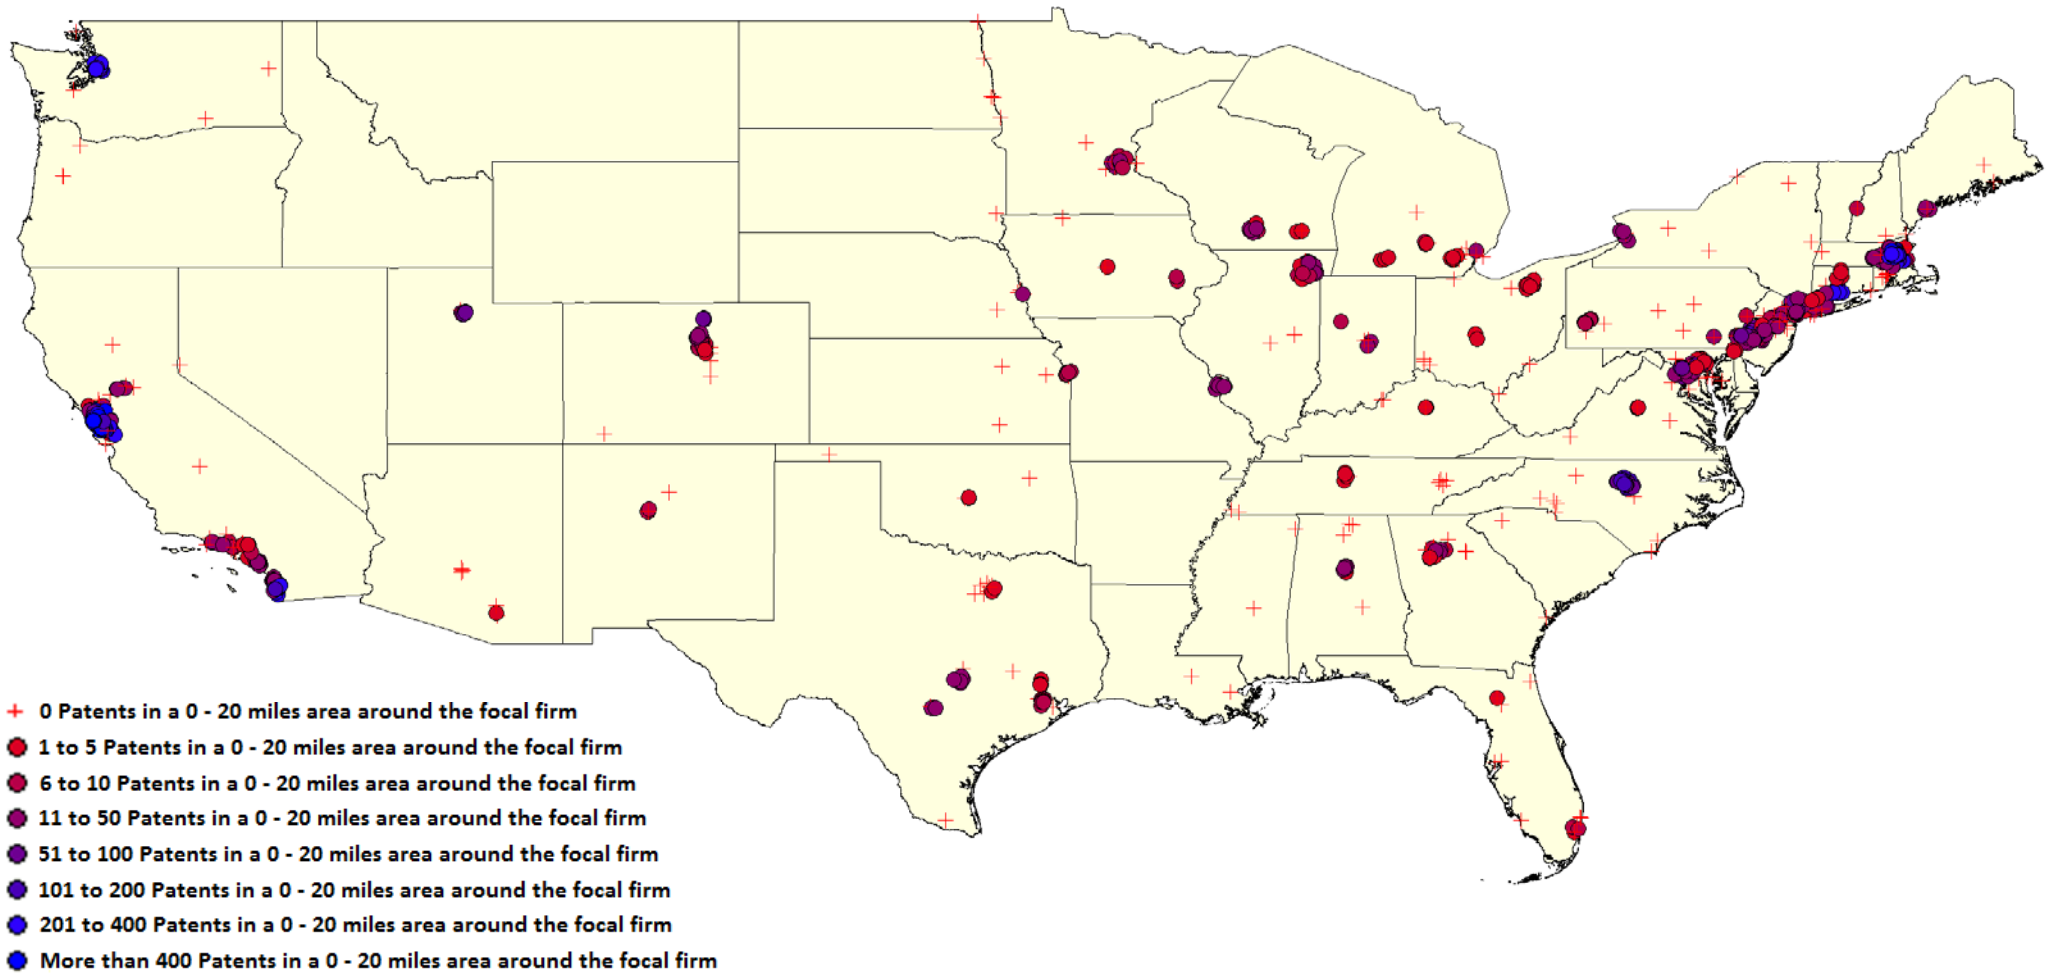 0 Patents in a 0 - 20 miles area around the focal firm
1 to 5 Patents in a 0 - 20 miles area around the focal firm
6 to 10 Patents in a 0 - 20 miles area around the focal firm
11 to 50 Patents in a 0 - 20 miles area around the focal firm
51 to 100 Patents in a 0 - 20 miles area around the focal firm
101 to 200 Patents in a 0 - 20 miles area around the focal firm
201 to 400 Patents in a 0 - 20 miles area around the focal firm
More than 400 Patents in a 0 - 20 miles area around the focal firm